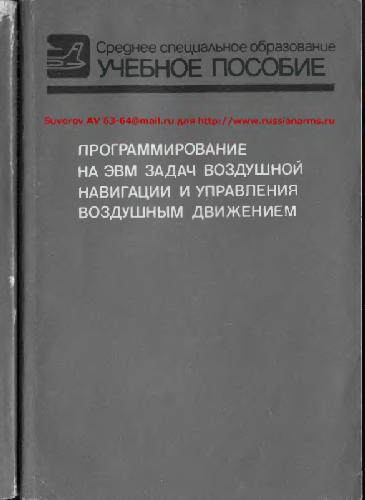 Среднее специальное образование
УЧЕБНОЕ ПОСОБИЕ
Suvorov AV 63-64@mail.ru для http://www.russianarms.ru
ПРОГРАММИРОВАНИЕ
НА ЭВМ ЗАДАЧ ВОЗДУШНОЙ
НАВИГАЦИИ И УПРАВЛЕНИЯ
ВОЗДУШНЫМ ДВИЖЕНИЕМ